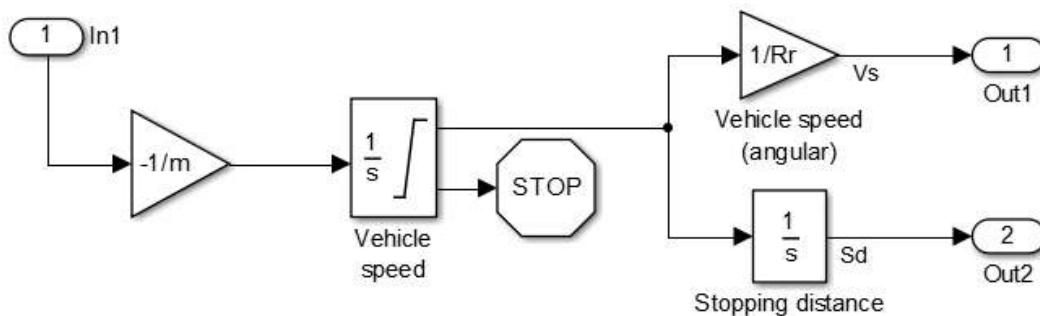 1
In1
-1/m
1
s
Vehicle
speed
STOP
1/Rr
Vs
Vehicle speed
(angular)
1
Out1
1
s
Sd
Stopping distance
2
Out2